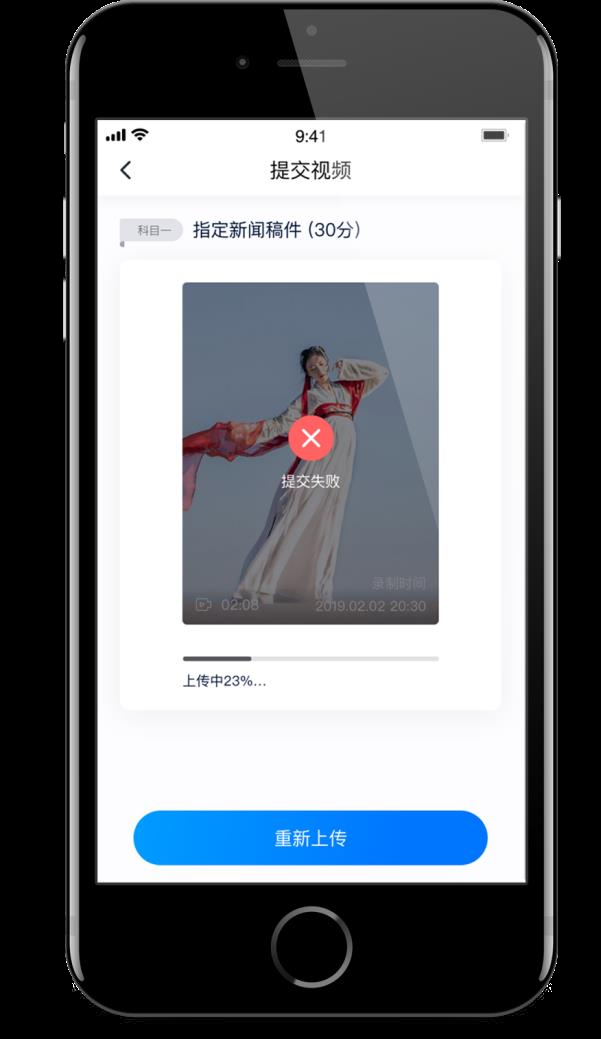 9:41
提交视频
科目一 指定新闻稿件 (30分)
提交失败
录制时间
02:08 2019.02.02 20:30
上传中23%...
重新上传